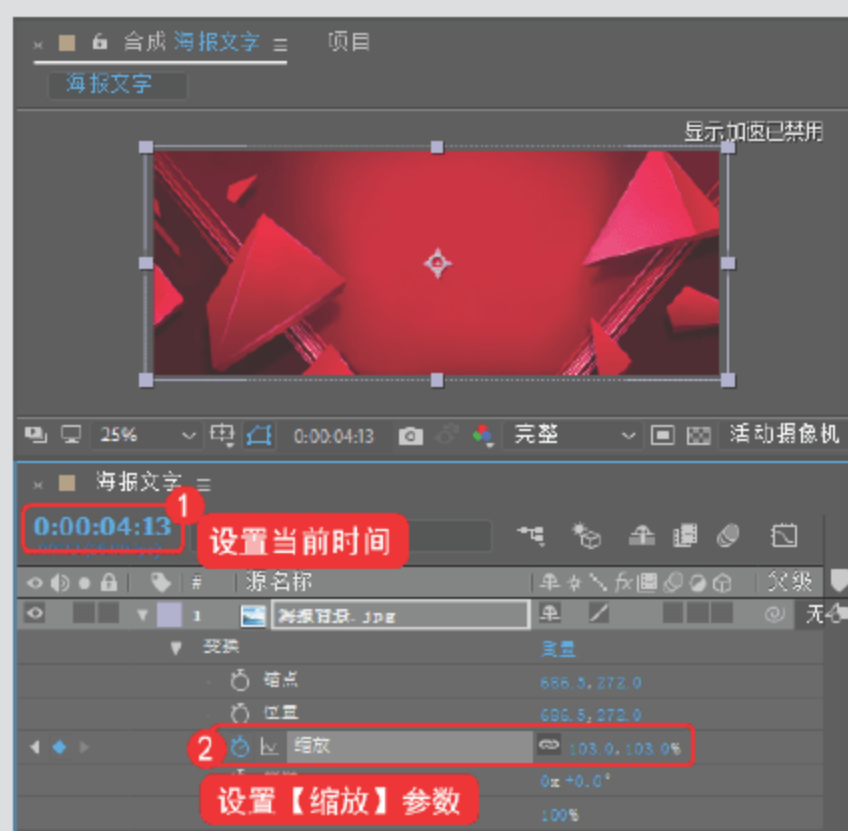 合成 海报文字 项目
海报文字
显示加速已禁用
25% 0:00:04:13 完整 活动摄像机
海报文字
1
0:00:04:13
设置当前时间
# 源名称 父级
1 海报背景.jpg 无
变换 重置
锚点 686.5,272.0
位置 686.5,272.0
2 缩放 103.0,103.0%
0x+0.0°
设置【缩放】参数
100%